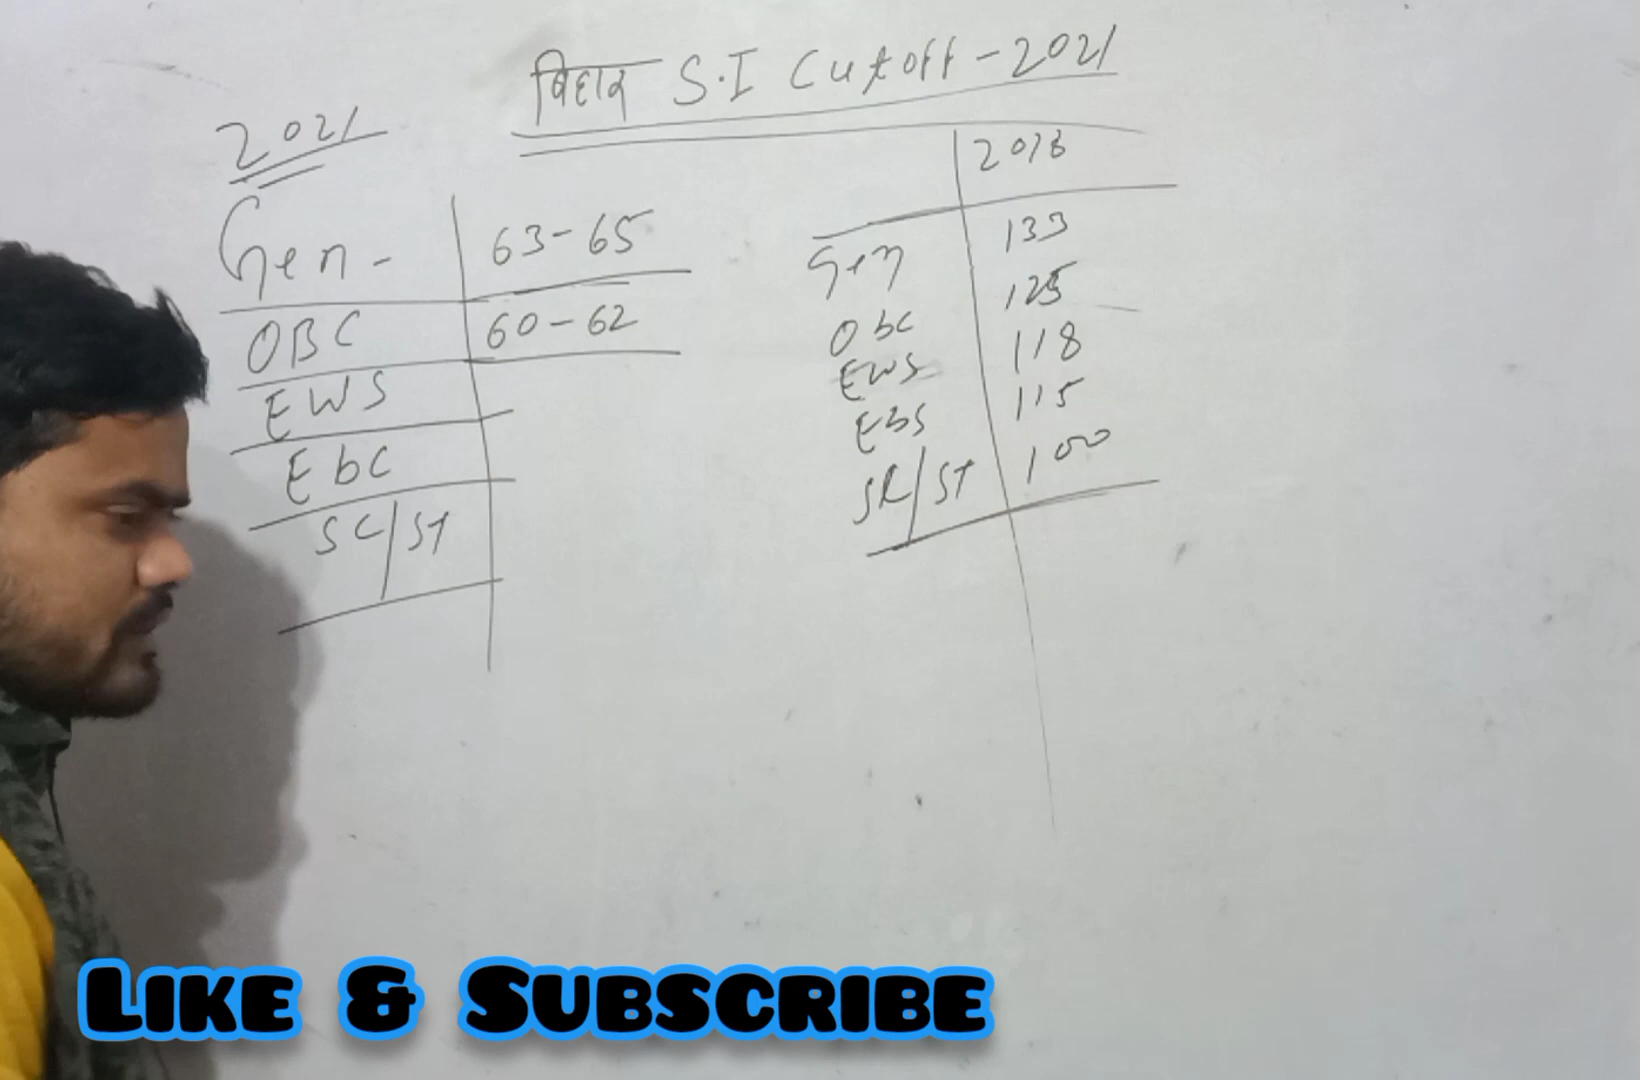 बिहार S.I Cutoff - 2021
2021
Gen - 63-65
OBC 60-62
EWS
EbC
SC/ST
2018
Gen 133
Obc 125
EWS 118
EBS 115
SC/ST 100
LIKE & SUBSCRIBE